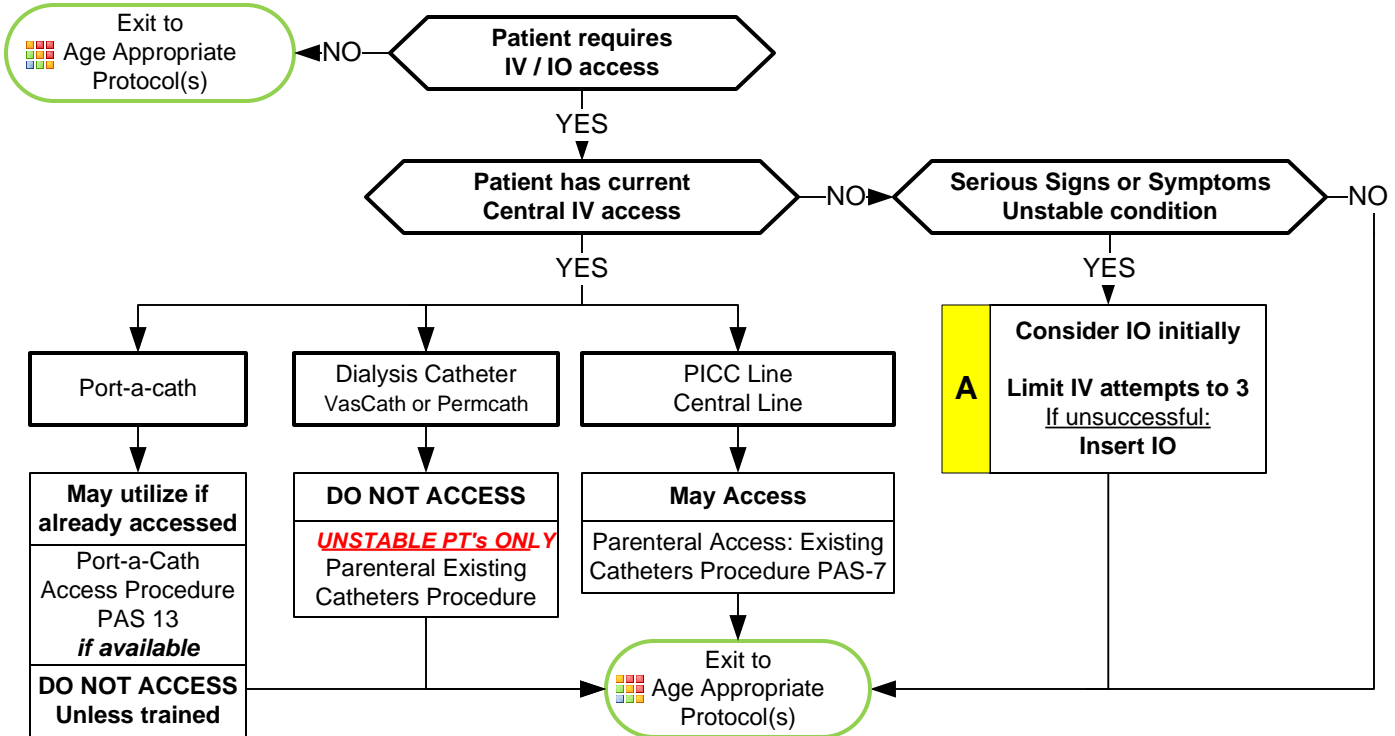 Exit to
Age Appropriate
Protocol(s)
NO
Patient requires
IV / IO access
YES
Patient has current
Central IV access
NO
Serious Signs or Symptoms
Unstable condition
NO
YES
YES
Port-a-cath
Dialysis Catheter
VasCath or Permcath
PICC Line
Central Line
A
Consider IO initially
Limit IV attempts to 3
If unsuccessful:
Insert IO
May utilize if
already accessed
Port-a-Cath
Access Procedure
PAS 13
if available
DO NOT ACCESS
Unless trained
DO NOT ACCESS
UNSTABLE PT's ONLY
Parenteral Existing
Catheters Procedure
May Access
Parenteral Access: Existing
Catheters Procedure PAS-7
Exit to
Age Appropriate
Protocol(s)